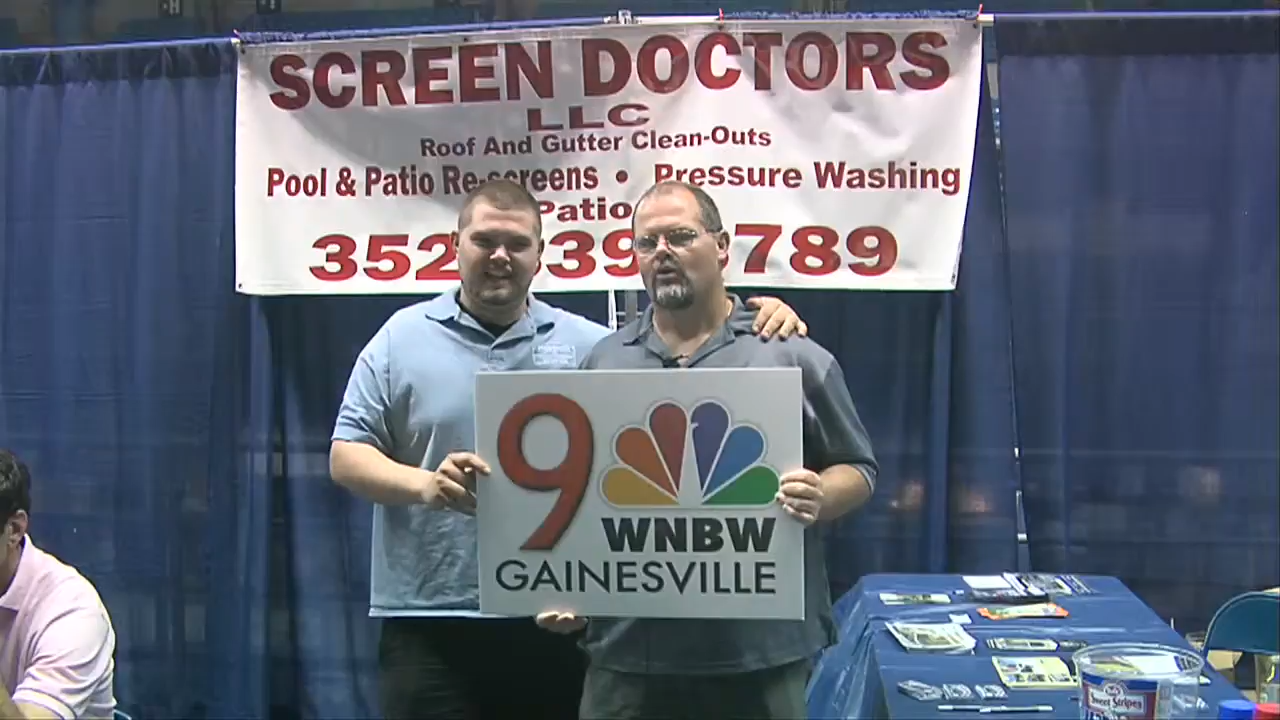 SCREEN DOCTORS
LLC
Roof And Gutter Clean-Outs
Pool & Patio Re-screens • Pressure Washing
Patio
352 39 789
9
WNBW
GAINESVILLE
Sweet Stripes